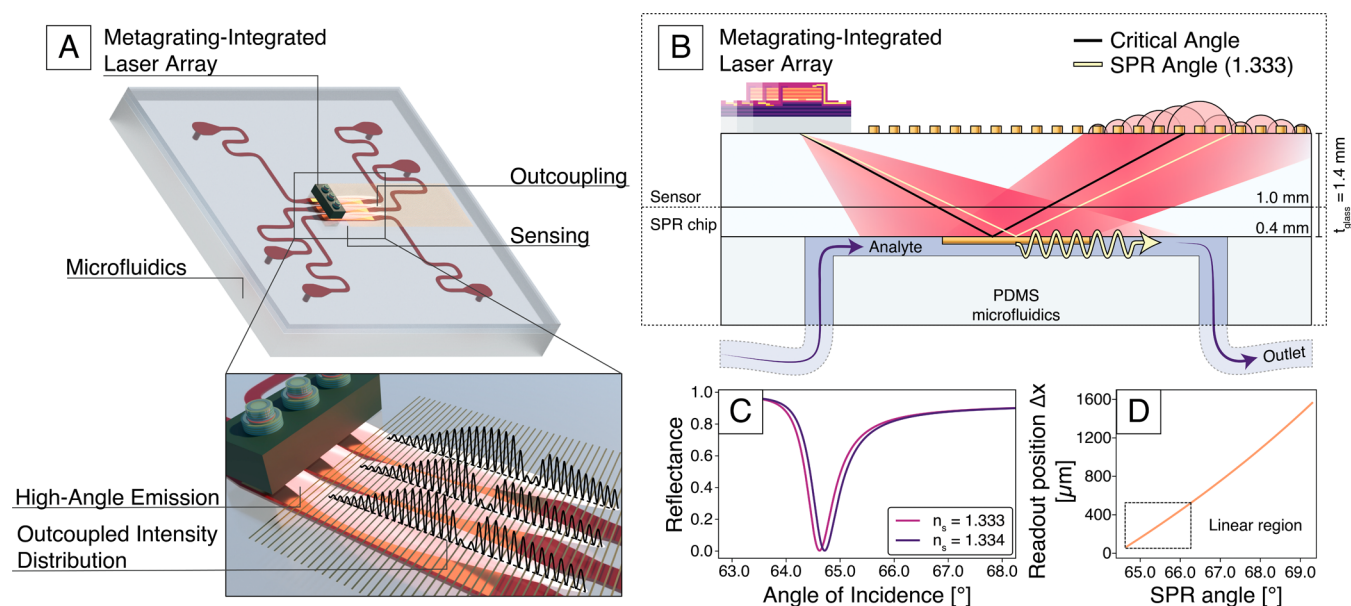 A
Metagrating-Integrated
Laser Array
Outcoupling
Sensing
Microfluidics
High-Angle Emission
Outcoupled Intensity
Distribution
B
Metagrating-Integrated
Laser Array
Critical Angle
SPR Angle (1.333)
Sensor
1.0 mm
SPR chip
0.4 mm
t_glass = 1.4 mm
Analyte
PDMS
microfluidics
Outlet
C
Reflectance
1.0
0.8
0.6
0.4
0.2
0.0
63.0 64.0 65.0 66.0 67.0 68.0
Angle of Incidence [°]
n_s = 1.333
n_s = 1.334
D
Readout position Δx
[µm]
1600
1200
800
400
0
Linear region
65.0 66.0 67.0 68.0 69.0
SPR angle [°]